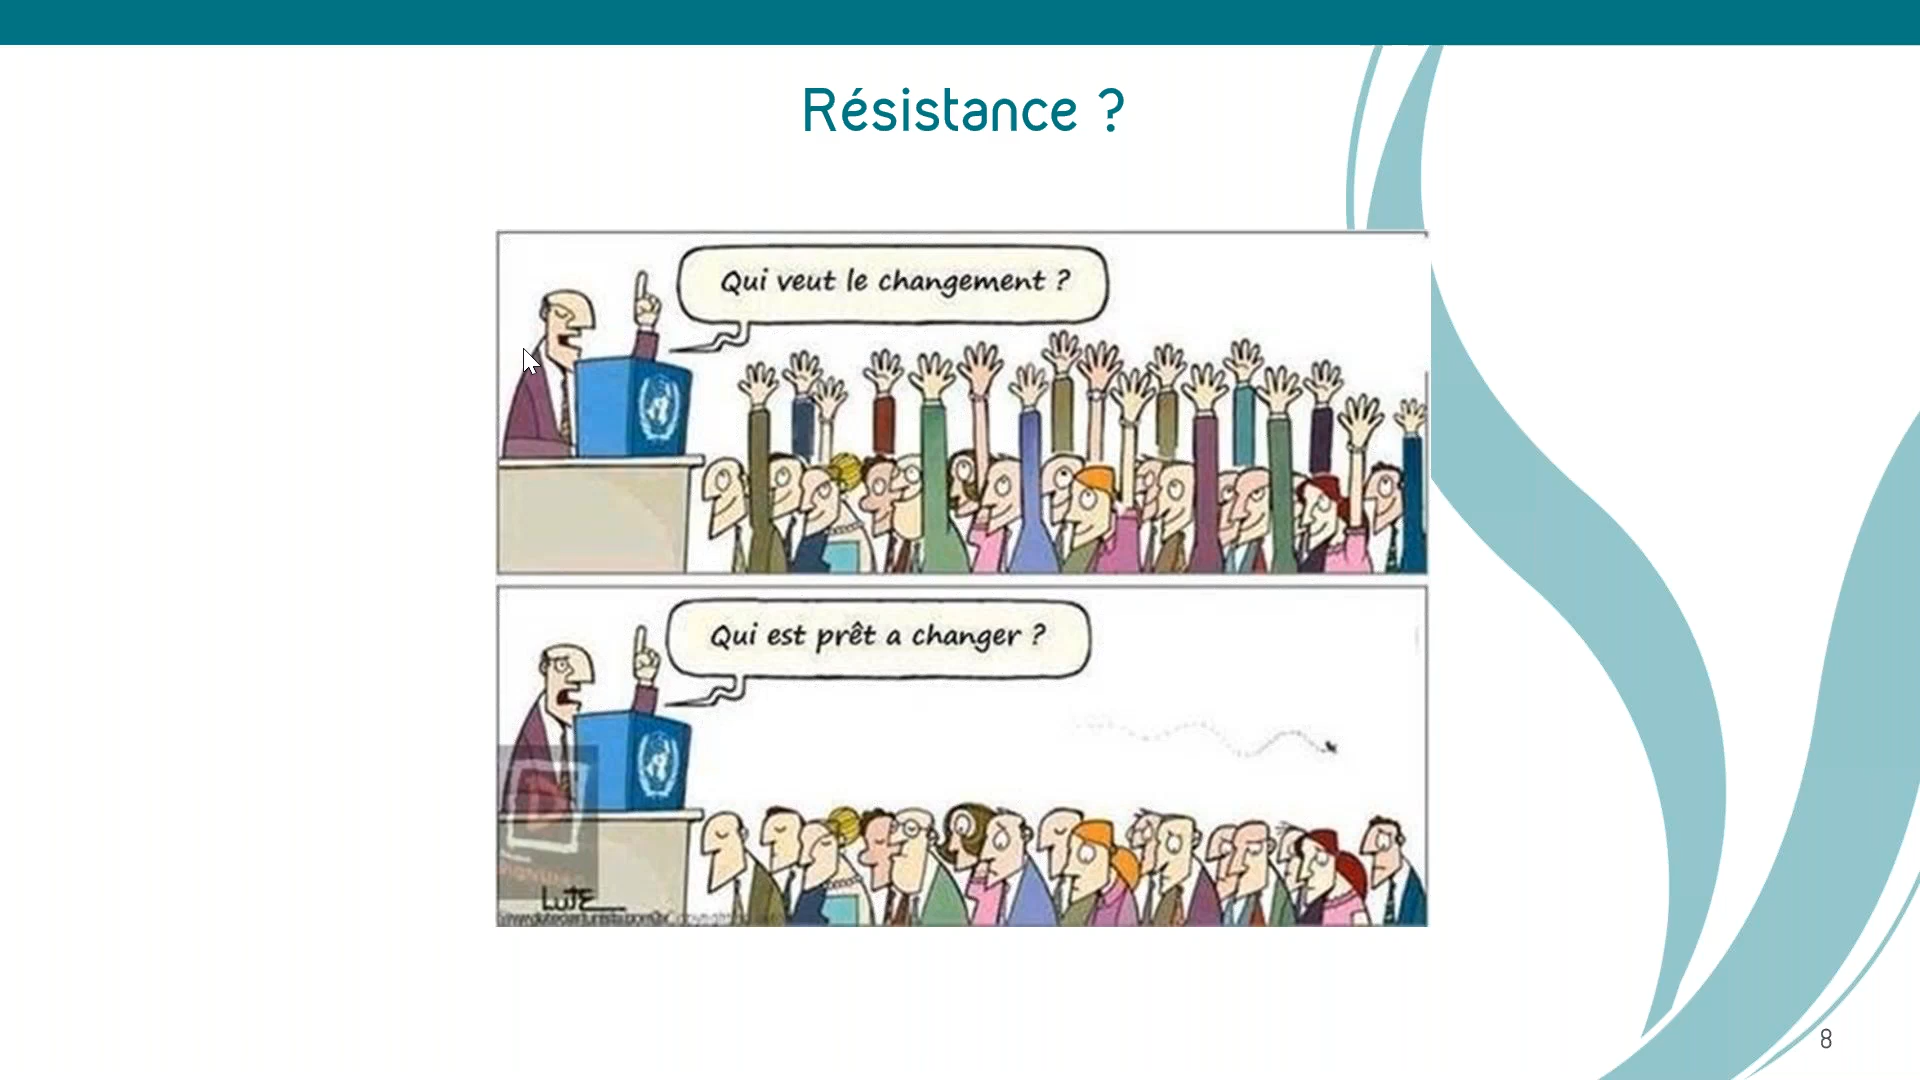 Résistance ?
Qui veut le changement ?
Qui est prêt a changer ?
LUTE
8